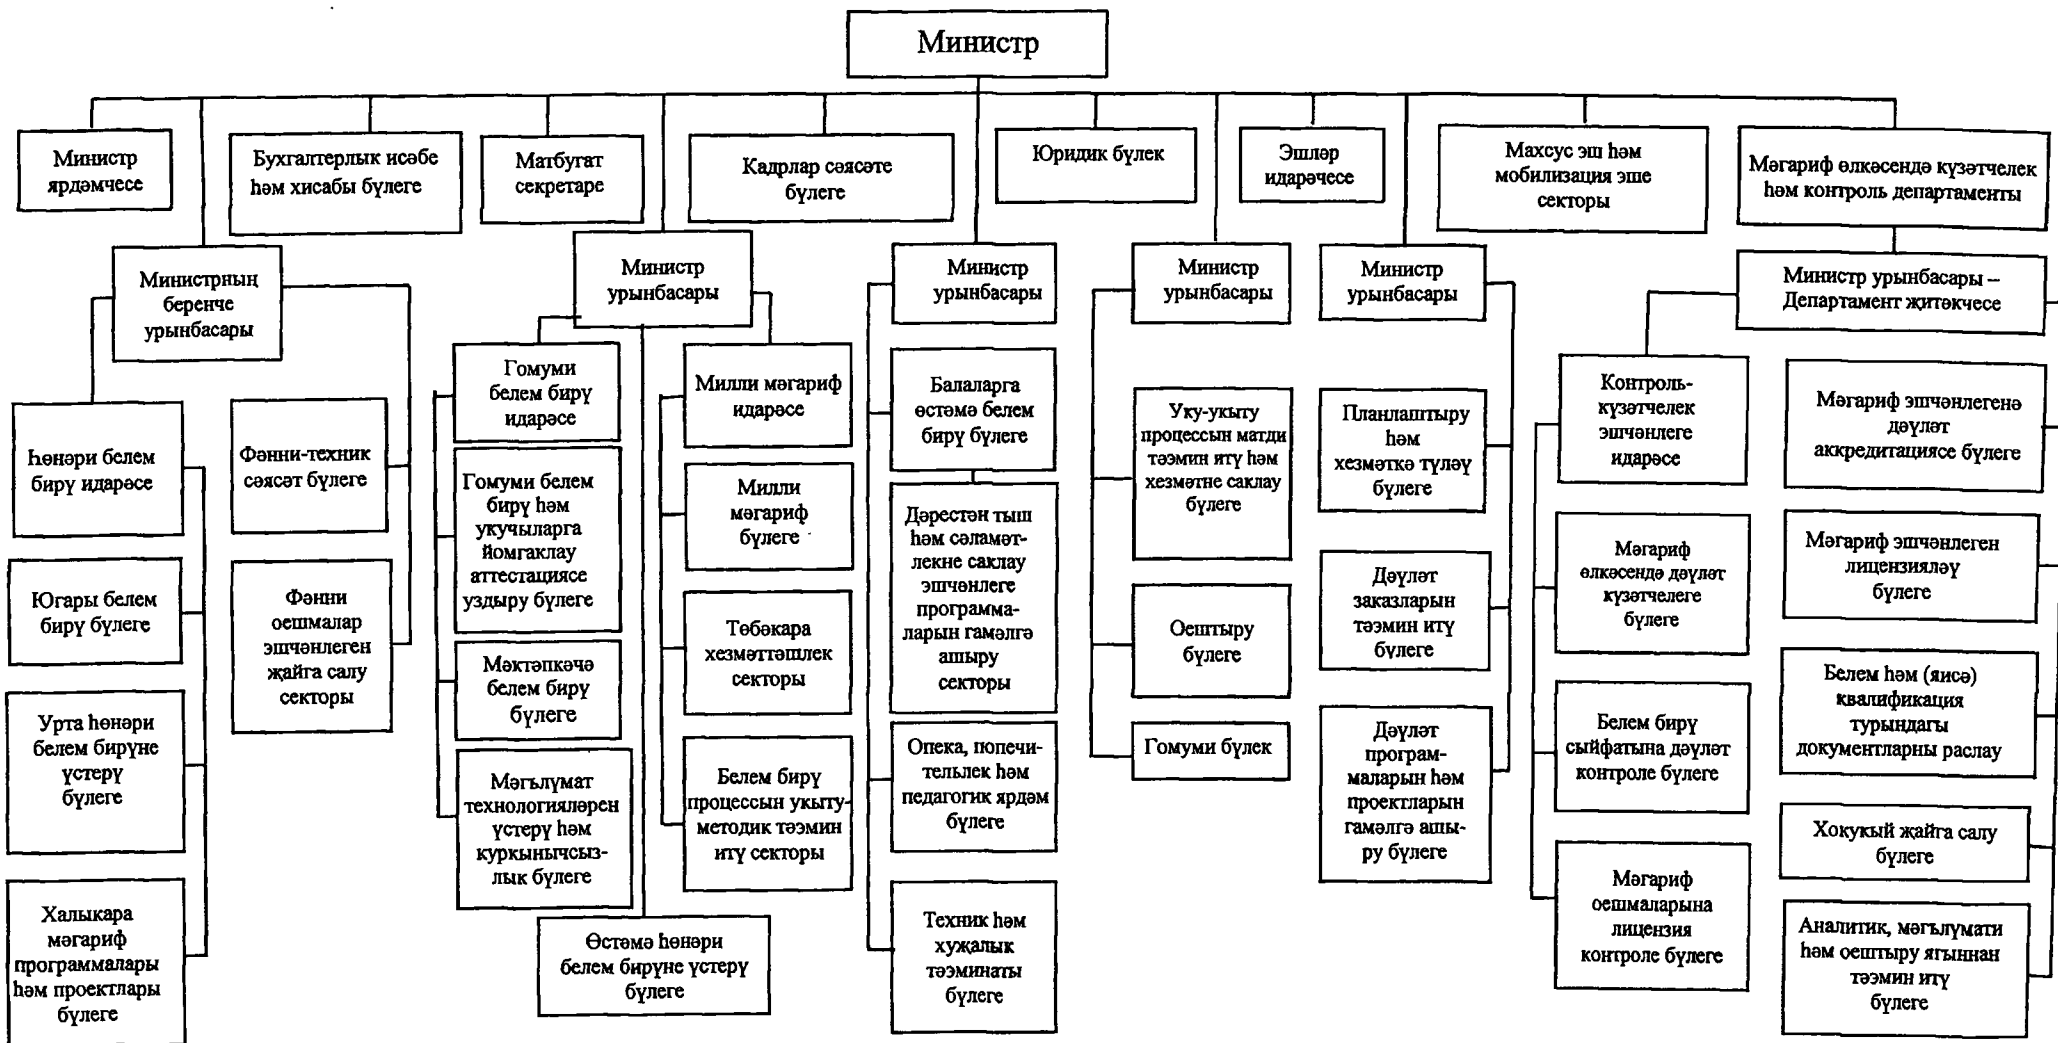 Министр
Министр
ярдәмчесе
Бухгалтерлык исәбе
һәм хисабы бүлеге
Матбугат
секретаре
Кадрлар сәясәте
бүлеге
Юридик бүлек
Эшләр
идарәчесе
Махсус эш һәм
мобилизация эше
секторы
Мәгариф өлкәсендә күзәтчелек
һәм контроль департаменты
Министрның
беренче
урынбасары
Министр
урынбасары
Министр
урынбасары
Министр
урынбасары
Министр
урынбасары
Министр урынбасары –
Департамент җитәкчесе
Һөнәри белем
бирү идарәсе
Югары белем
бирү бүлеге
Урта һөнәри
белем бирүне
үстерү
бүлеге
Халыкара
мәгариф
программалары
һәм проектлары
бүлеге
Фәнни-техник
сәясәт бүлеге
Фәнни
оешмалар
эшчәнлеген
җайга салу
секторы
Гомуми
белем бирү
идарәсе
Гомуми белем
бирү һәм
укучыларга
йомгаклау
аттестациясе
уздыру бүлеге
Мәктәпкәчә
белем бирү
бүлеге
Мәгълүмат
технологияләрен
үстерү һәм
куркынычсыз-
лык бүлеге
Өстәмә һөнәри
белем бирүне үстерү
бүлеге
Милли мәгариф
идарәсе
Милли
мәгариф
бүлеге
Төбәкара
хезмәттәшлек
секторы
Белем бирү
процессын укыту-
методик тәэмин
итү секторы
Балаларга
өстәмә белем
бирү бүлеге
Дәрестән тыш
һәм сәламәт-
лекне саклау
эшчәнлеге
программа-
ларын гамәлгә
ашыру
секторы
Опека, попечи-
тельлек һәм
педагогик ярдәм
бүлеге
Техник һәм
хуҗалык
тәэминаты
бүлеге
Уку-укыту
процессын матди
тәэмин итү һәм
хезмәтне саклау
бүлеге
Оештыру
бүлеге
Гомуми бүлек
Планлаштыру
һәм
хезмәткә түләү
бүлеге
Дәүләт
заказларын
тәэмин итү
бүлеге
Дәүләт
програм-
маларын һәм
проектларын
гамәлгә ашы-
ру бүлеге
Контроль-
күзәтчелек
эшчәнлеге
идарәсе
Мәгариф
өлкәсендә дәүләт
күзәтчелеге
бүлеге
Белем бирү
сыйфатына дәүләт
контроле бүлеге
Мәгариф
оешмаларына
лицензия
контроле бүлеге
Мәгариф эшчәнлегенә
дәүләт
аккредитациясе бүлеге
Мәгариф эшчәнлеген
лицензияләү
бүлеге
Белем һәм (яисә)
квалификация
турындагы
документларны раслау
Хокукый җайга салу
бүлеге
Аналитик, мәгълүмати
һәм оештыру ягыннан
тәэмин итү
бүлеге